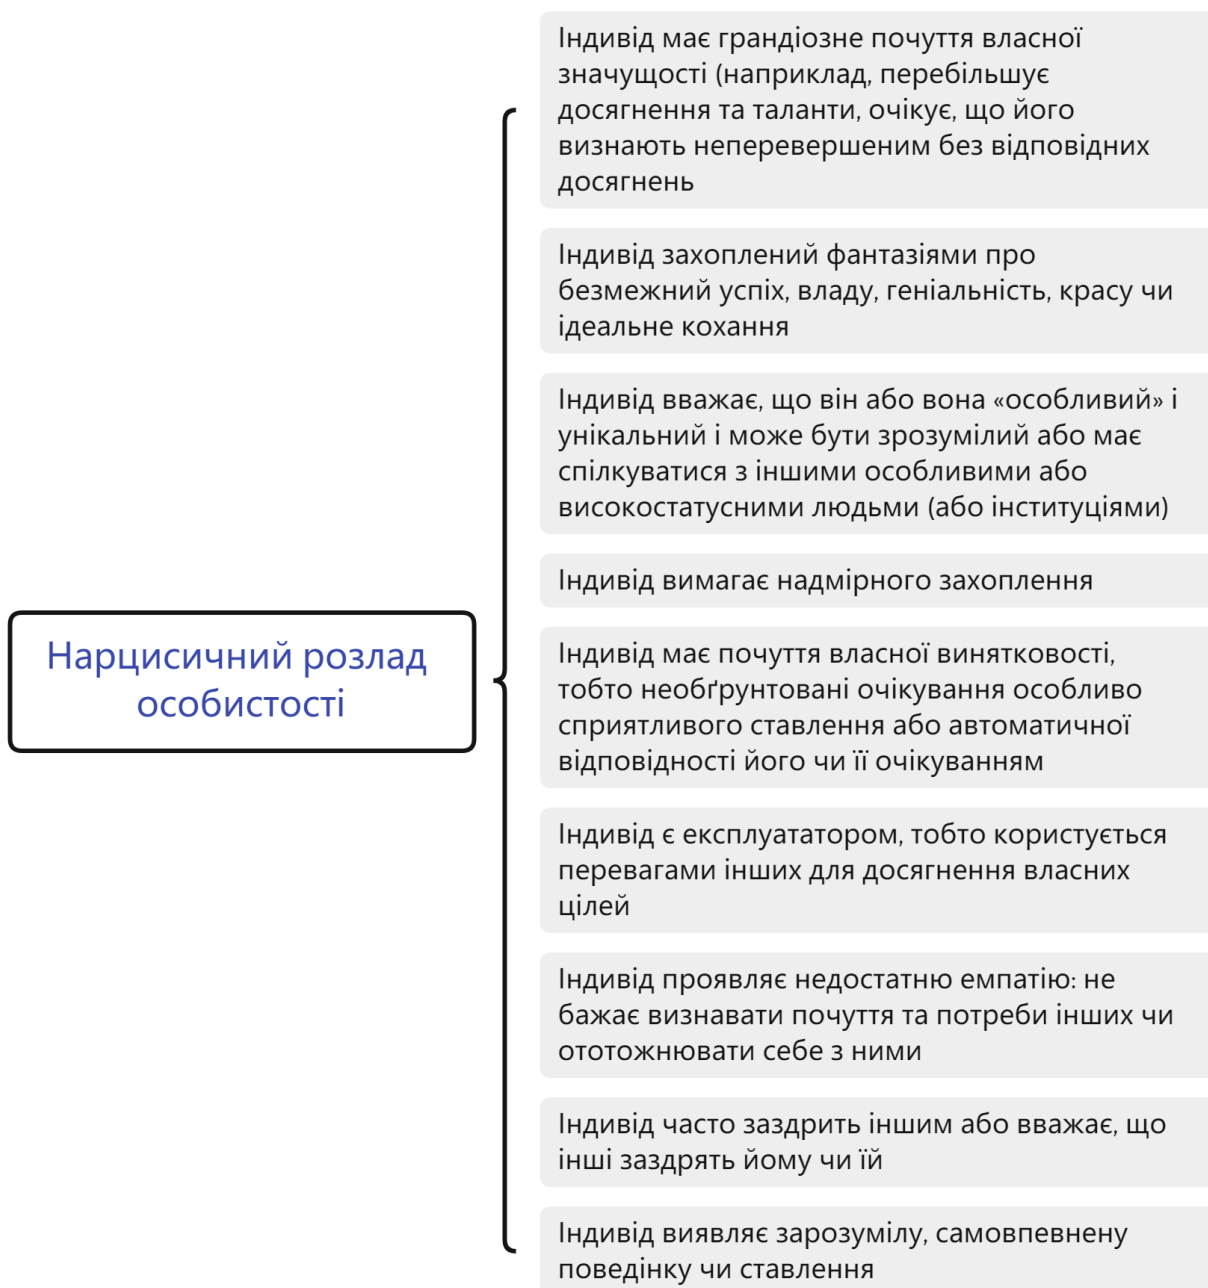 Індивід має грандіозне почуття власної
значущості (наприклад, перебільшує
досягнення та таланти, очікує, що його
визнають неперевершеним без відповідних
досягнень
Індивід захоплений фантазіями про
безмежний успіх, владу, геніальність, красу чи
ідеальне кохання
Індивід вважає, що він або вона «особливий» і
унікальний і може бути зрозумілий або має
спілкуватися з іншими особливими або
високостатусними людьми (або інституціями)
Індивід вимагає надмірного захоплення
Нарцисичний розлад
особистості
Індивід має почуття власної винятковості,
тобто необґрунтовані очікування особливо
сприятливого ставлення або автоматичної
відповідності його чи її очікуванням
Індивід є експлуататором, тобто користується
перевагами інших для досягнення власних
цілей
Індивід проявляє недостатню емпатію: не
бажає визнавати почуття та потреби інших чи
ототожнювати себе з ними
Індивід часто заздрить іншим або вважає, що
інші заздрять йому чи їй
Індивід виявляє зарозумілу, самовпевнену
поведінку чи ставлення